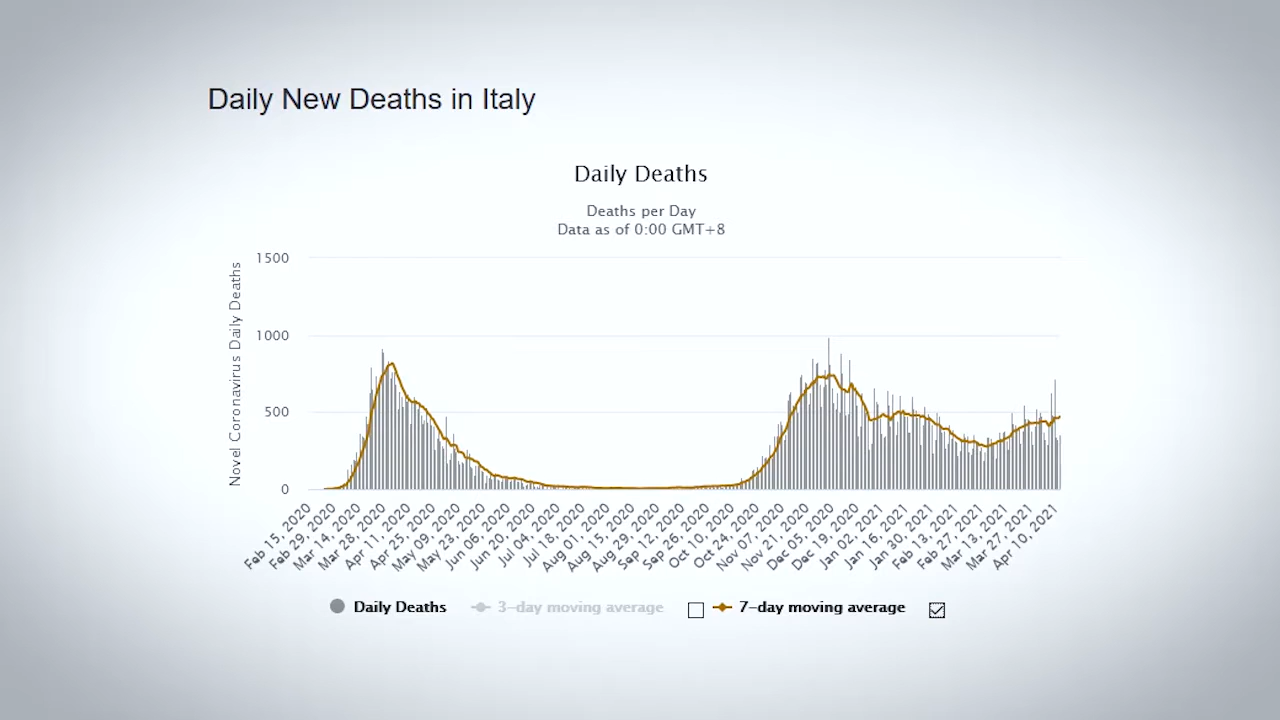 Daily New Deaths in Italy
Daily Deaths
Deaths per Day
Data as of 0:00 GMT+8
Novel Coronavirus Daily Deaths
1500
1000
500
0
Feb 15, 2020
Feb 29, 2020
Mar 14, 2020
Mar 28, 2020
Apr 11, 2020
Apr 25, 2020
May 09, 2020
May 23, 2020
Jun 06, 2020
Jun 20, 2020
Jul 04, 2020
Jul 18, 2020
Aug 01, 2020
Aug 15, 2020
Aug 29, 2020
Sep 12, 2020
Sep 26, 2020
Oct 10, 2020
Oct 24, 2020
Nov 07, 2020
Nov 21, 2020
Dec 05, 2020
Dec 19, 2020
Jan 02, 2021
Jan 16, 2021
Jan 30, 2021
Feb 13, 2021
Feb 27, 2021
Mar 13, 2021
Mar 27, 2021
Apr 10, 2021
Daily Deaths 3-day moving average 7-day moving average